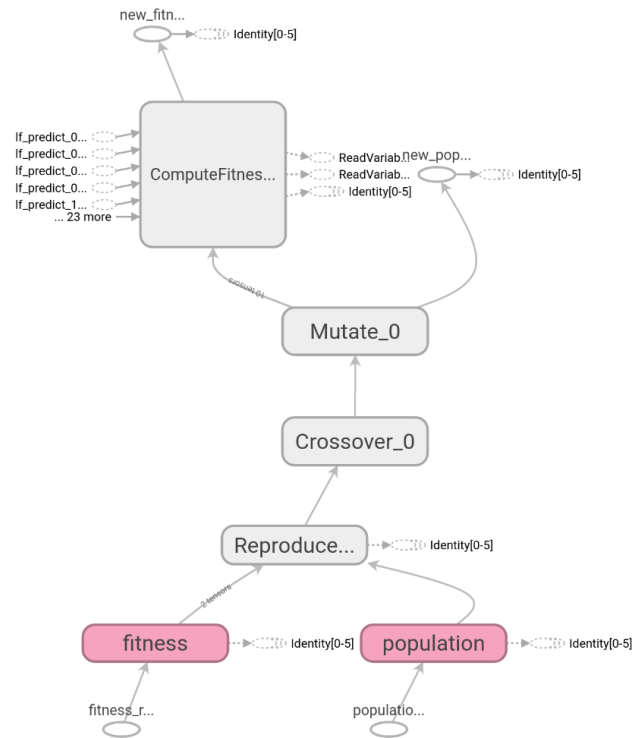 new_fitn...
Identity[0-5]
If_predict_0...
If_predict_0...
If_predict_0...
If_predict_0...
If_predict_1...
... 23 more
ComputeFitnes...
ReadVariab...
ReadVariab...
Identity[0-5]
new_pop...
Identity[0-5]
10 tensors
Mutate_0
Crossover_0
Reproduce...
Identity[0-5]
2 tensors
fitness
Identity[0-5]
population
Identity[0-5]
fitness_r...
populatio...